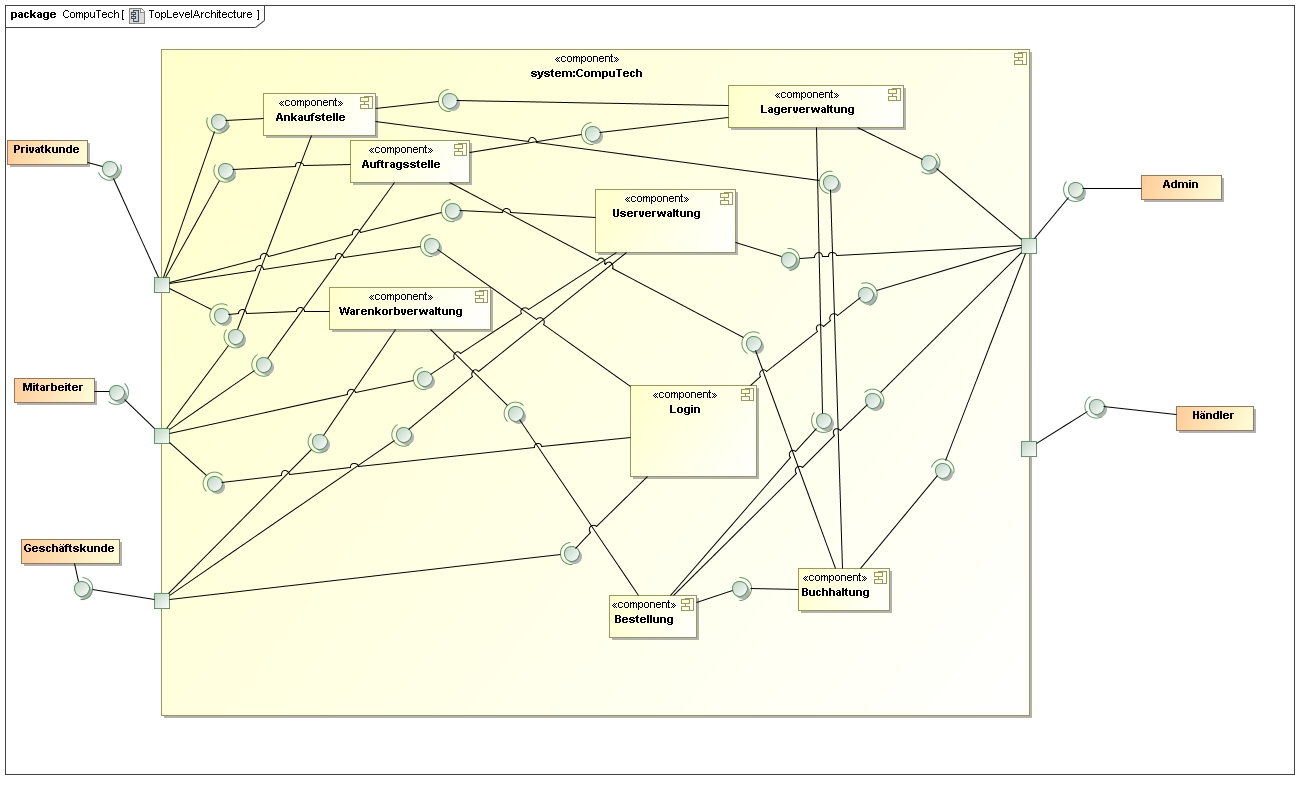 package CompuTech [ TopLevelArchitecture ]
«component»
system:CompuTech
«component»
Ankaufstelle
«component»
Lagerverwaltung
Privatkunde
«component»
Auftragsstelle
Admin
«component»
Userverwaltung
«component»
Warenkorbverwaltung
Mitarbeiter
«component»
Login
Händler
Geschäftskunde
«component»
Buchhaltung
«component»
Bestellung